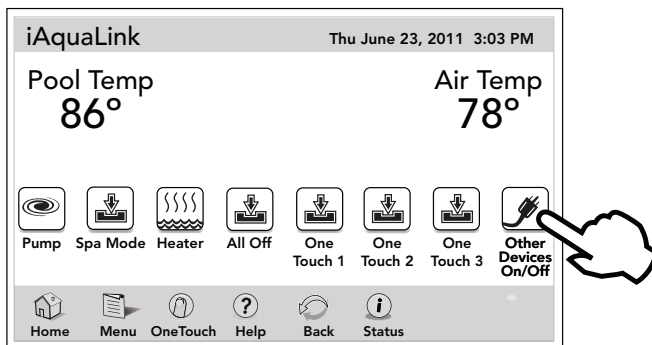 iAquaLink Thu June 23, 2011 3:03 PM
Pool Temp Air Temp
86° 78°
Pump Spa Mode Heater All Off One One One Other
Touch 1 Touch 2 Touch 3 Devices
On/Off
Home Menu OneTouch Help Back Status